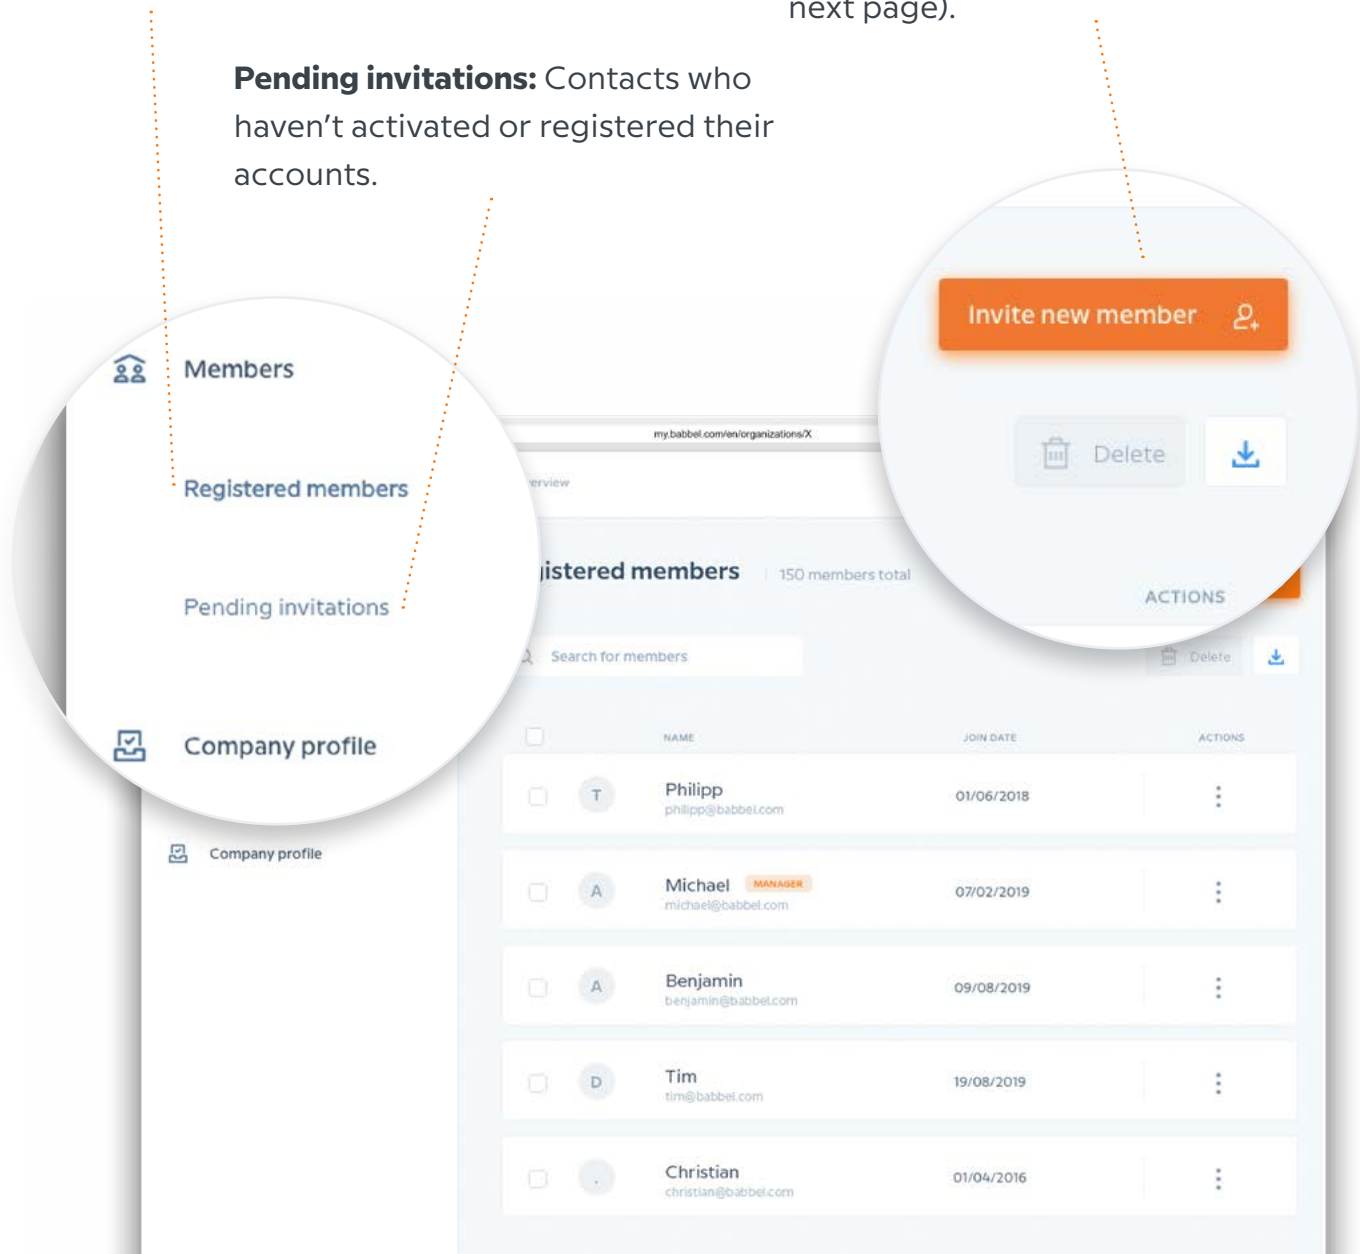 next page).
Pending invitations: Contacts who
haven't activated or registered their
accounts.
Invite new member
Delete
ACTIONS
Members
Registered members
Pending invitations
Company profile
my.babbel.com/en/organizations/X
erview
istered members 150 members total
Search for members
Delete
NAME JOIN DATE ACTIONS
T Philipp 01/06/2018
philipp@babbel.com
Company profile
A Michael MANAGER 07/02/2019
michael@babbel.com
A Benjamin 09/08/2019
benjamin@babbel.com
D Tim 19/08/2019
tim@babbel.com
. Christian 01/04/2016
christian@babbel.com